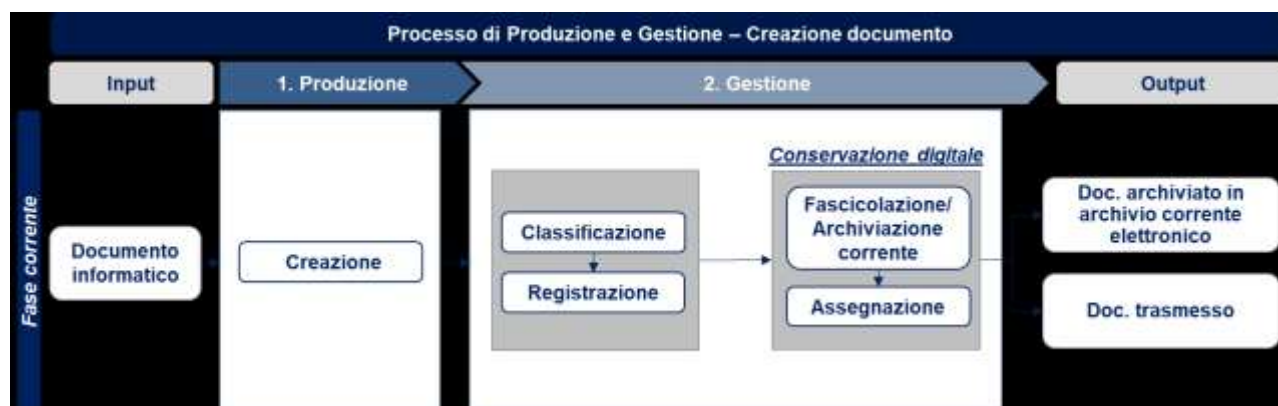 Processo di Produzione e Gestione – Creazione documento
Input
1. Produzione
2. Gestione
Output
Fase corrente
Documento
informatico
Creazione
Classificazione
Registrazione
Conservazione digitale
Fascicolazione/
Archiviazione
corrente
Assegnazione
Doc. archiviato in
archivio corrente
elettronico
Doc. trasmesso